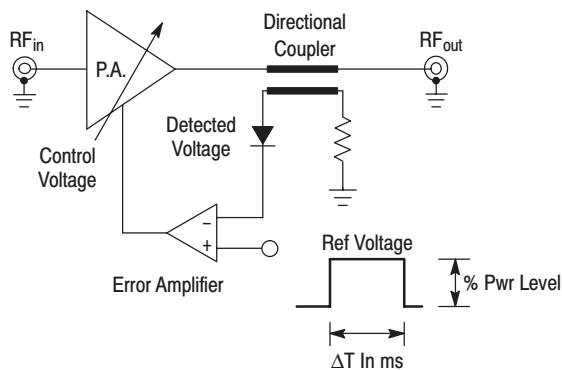 RFin
P.A.
Directional
Coupler
RFout
Detected
Voltage
Control
Voltage
−
+
Error Amplifier
Ref Voltage
% Pwr Level
ΔT In ms